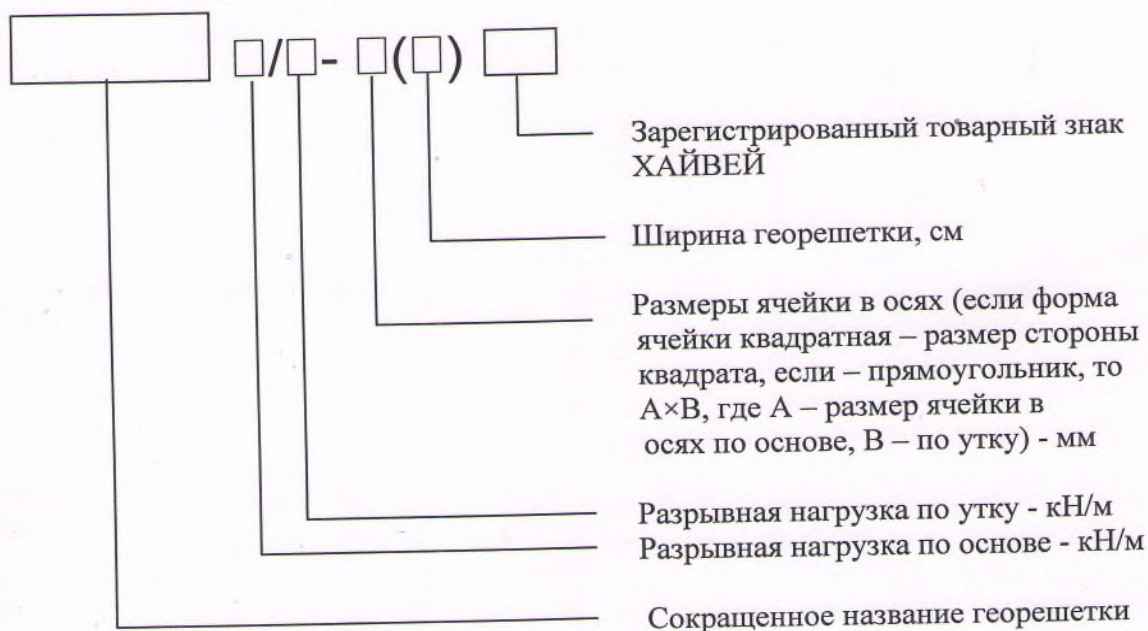 / - ( )
Зарегистрированный товарный знак
ХАЙВЕЙ
Ширина георешетки, см
Размеры ячейки в осях (если форма
ячейки квадратная – размер стороны
квадрата, если – прямоугольник, то
А×В, где А – размер ячейки в
осях по основе, В – по утку) - мм
Разрывная нагрузка по утку - кН/м
Разрывная нагрузка по основе - кН/м
Сокращенное название георешетки